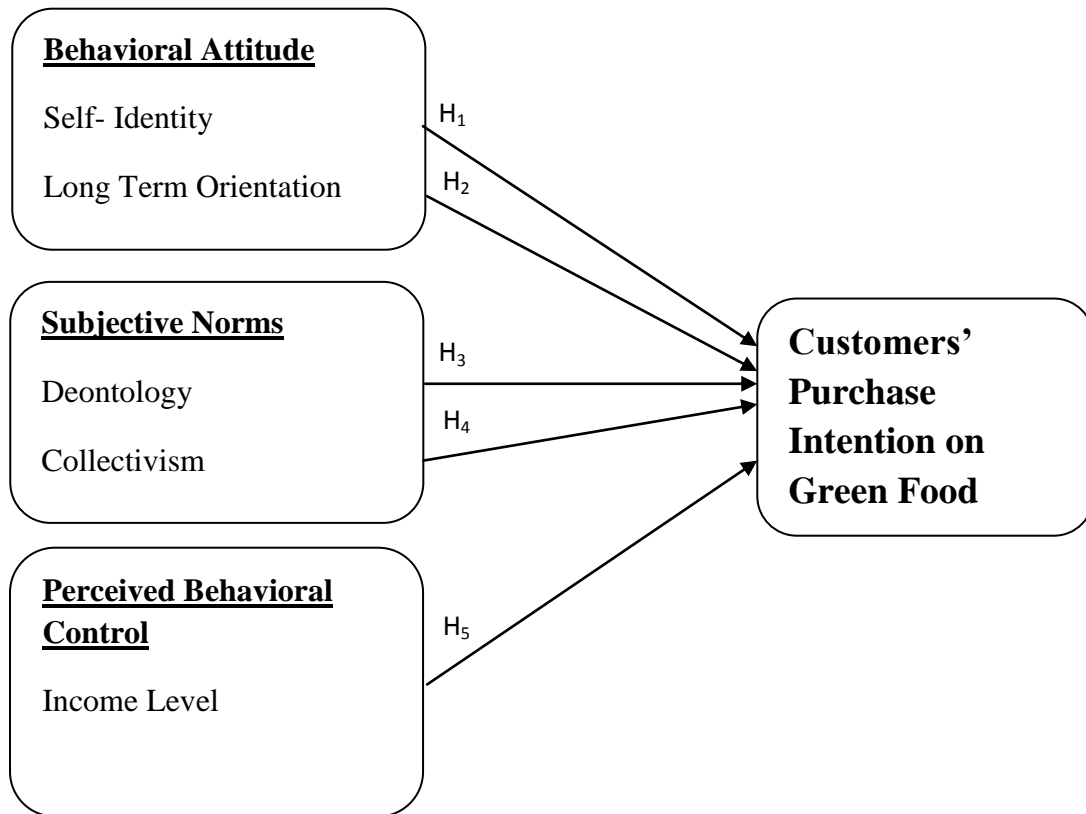 Behavioral Attitude
Self- Identity
Long Term Orientation
H₁
H₂
Subjective Norms
Deontology
Collectivism
H₃
H₄
Perceived Behavioral
Control
Income Level
H₅
Customers’
Purchase
Intention on
Green Food